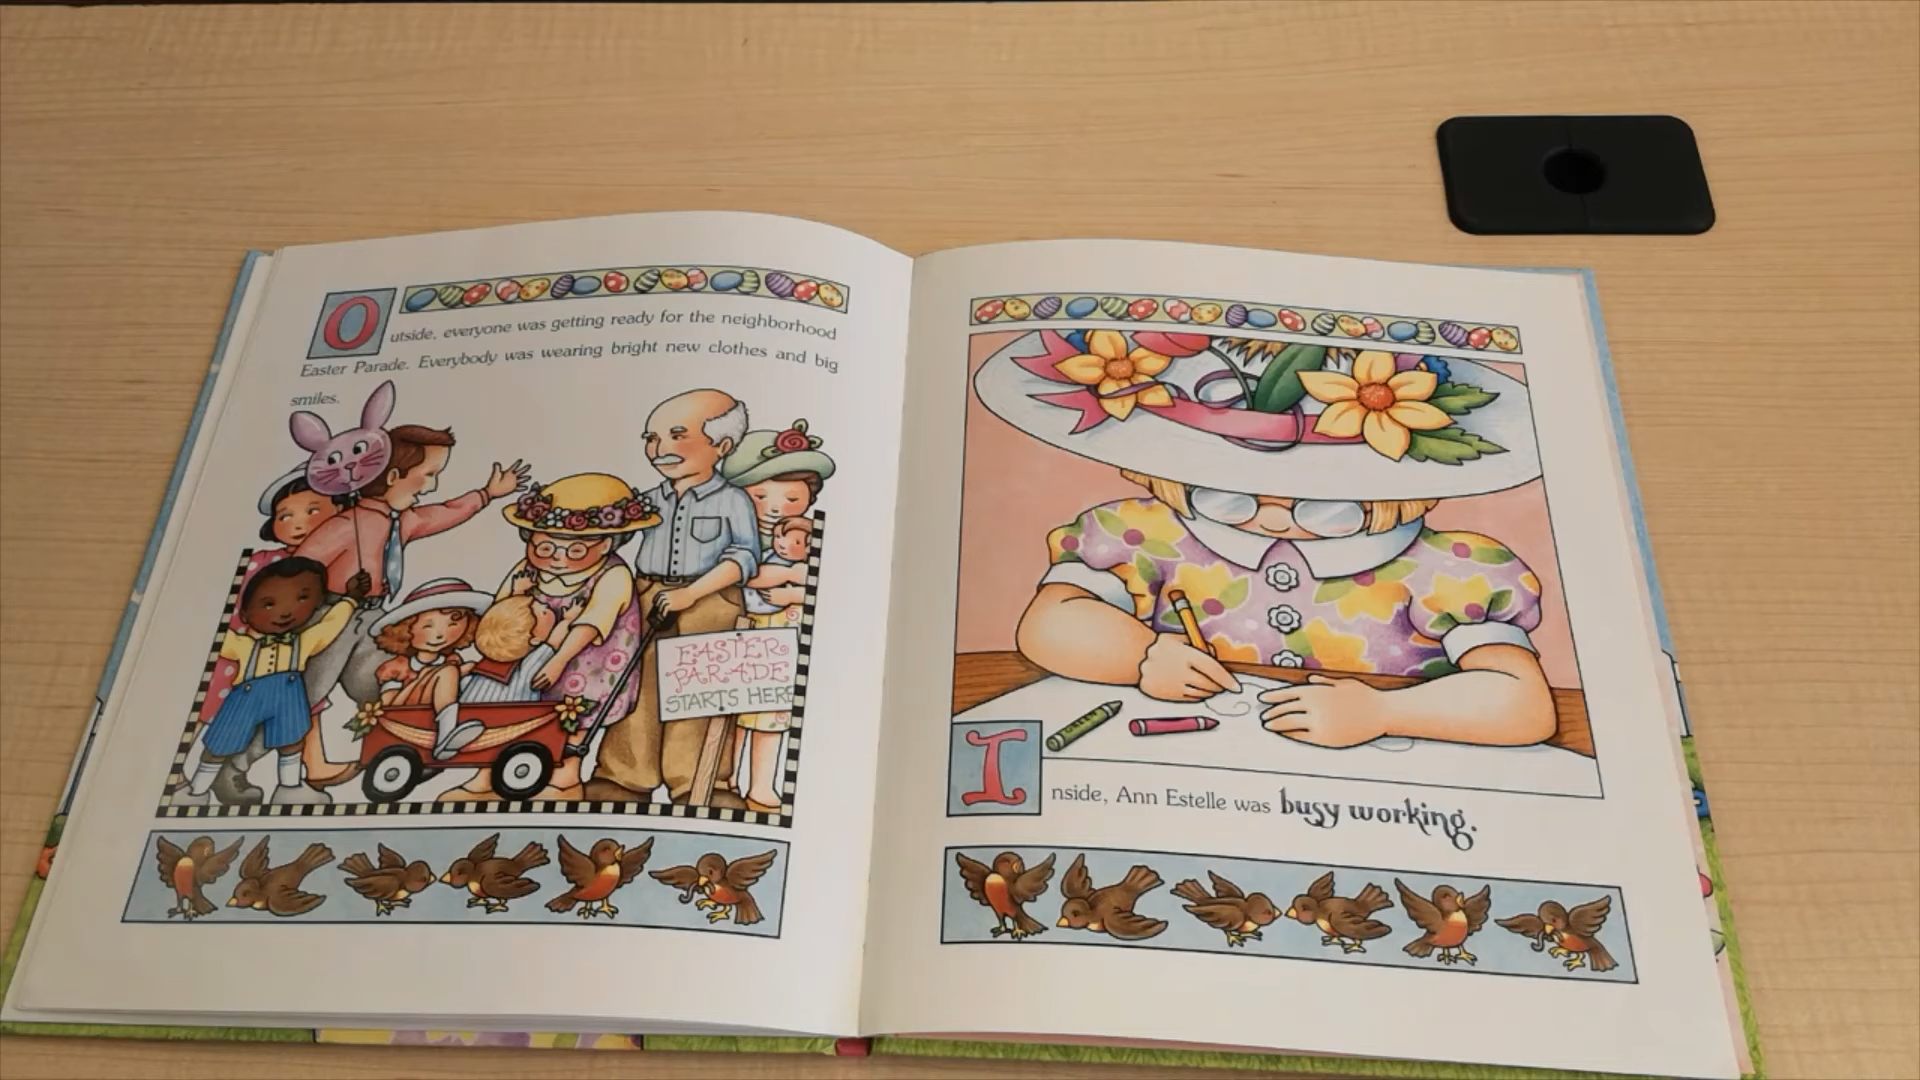 Outside, everyone was getting ready for the neighborhood
Easter Parade. Everybody was wearing bright new clothes and big
smiles.
EASTER
PARADE
STARTS HERE
Inside, Ann Estelle was busy working.